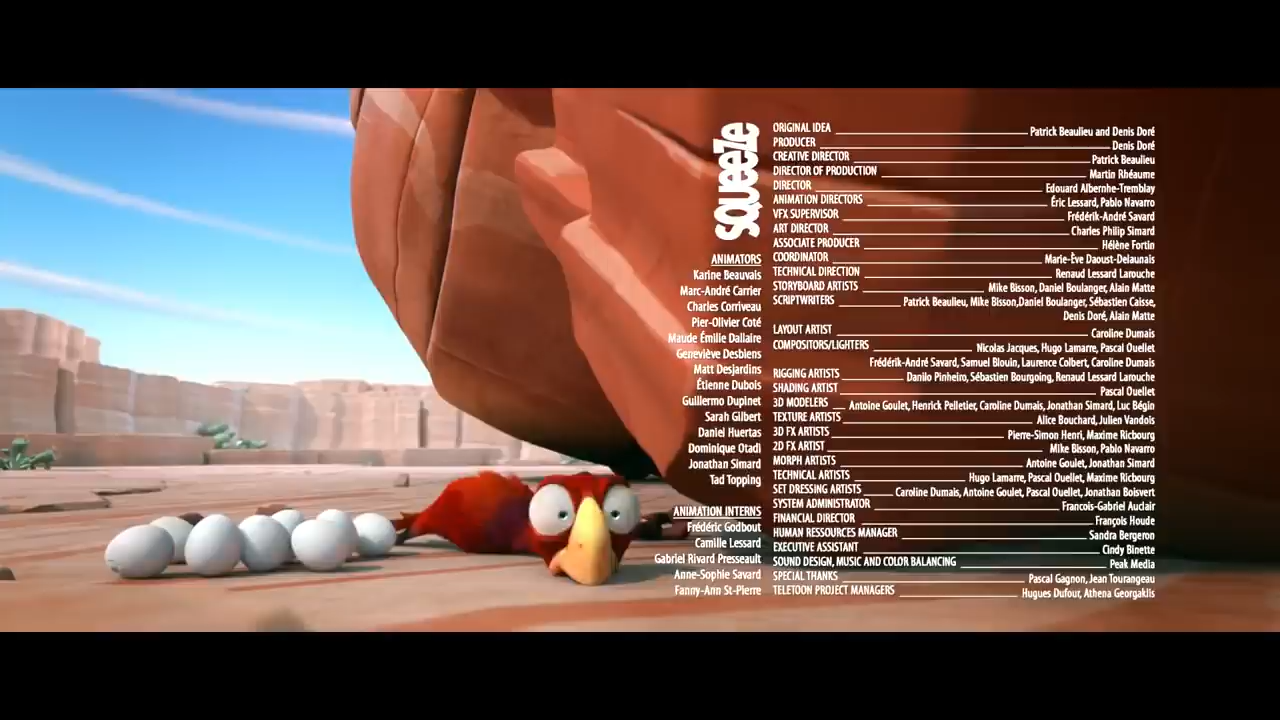 squeeze
ANIMATORS
Karine Beauvais
Marc-André Carrier
Charles Corriveau
Pier-Olivier Coté
Maude Émilie Dallaire
Geneviève Desbiens
Matt Desjardins
Étienne Dubois
Guillermo Dupinet
Sarah Gilbert
Daniel Huertas
Dominique Otadi
Jonathan Simard
Tad Topping
ANIMATION INTERNS
Frédéric Godbout
Camille Lessard
Gabriel Rivard Presseault
Anne-Sophie Savard
Fanny-Ann St-Pierre
ORIGINAL IDEA Patrick Beaulieu and Denis Doré
PRODUCER Denis Doré
CREATIVE DIRECTOR Patrick Beaulieu
DIRECTOR OF PRODUCTION Martin Rhéaume
DIRECTOR Edouard Albernhe-Tremblay
ANIMATION DIRECTORS Éric Lessard, Pablo Navarro
VFX SUPERVISOR Frédérik-André Savard
ART DIRECTOR Charles Philip Simard
ASSOCIATE PRODUCER Hélène Fortin
COORDINATOR Marie-Ève Daoust-Delaunais
TECHNICAL DIRECTION Renaud Lessard Larouche
STORYBOARD ARTISTS Mike Bisson, Daniel Boulanger, Alain Matte
SCRIPTWRITERS Patrick Beaulieu, Mike Bisson,Daniel Boulanger, Sébastien Caisse,
Denis Doré, Alain Matte
LAYOUT ARTIST Caroline Dumais
COMPOSITORS/LIGHTERS Nicolas Jacques, Hugo Lamarre, Pascal Ouellet
Frédérik-André Savard, Samuel Blouin, Laurence Colbert, Caroline Dumais
RIGGING ARTISTS Danilo Pinheiro, Sébastien Bourgoing, Renaud Lessard Larouche
SHADING ARTIST Pascal Ouellet
3D MODELERS Antoine Goulet, Henrick Pelletier, Caroline Dumais, Jonathan Simard, Luc Bégin
TEXTURE ARTISTS Alice Bouchard, Julien Vandois
3D FX ARTISTS Pierre-Simon Henri, Maxime Ricbourg
2D FX ARTIST Mike Bisson, Pablo Navarro
MORPH ARTISTS Antoine Goulet, Jonathan Simard
TECHNICAL ARTISTS Hugo Lamarre, Pascal Ouellet, Maxime Ricbourg
SET DRESSING ARTISTS Caroline Dumais, Antoine Goulet, Pascal Ouellet, Jonathan Boisvert
SYSTEM ADMINISTRATOR Francois-Gabriel Auclair
FINANCIAL DIRECTOR François Houde
HUMAN RESSOURCES MANAGER Sandra Bergeron
EXECUTIVE ASSISTANT Cindy Binette
SOUND DESIGN, MUSIC AND COLOR BALANCING Peak Media
SPECIAL THANKS Pascal Gagnon, Jean Tourangeau
TELETOON PROJECT MANAGERS Hugues Dufour, Athena Georgaklis